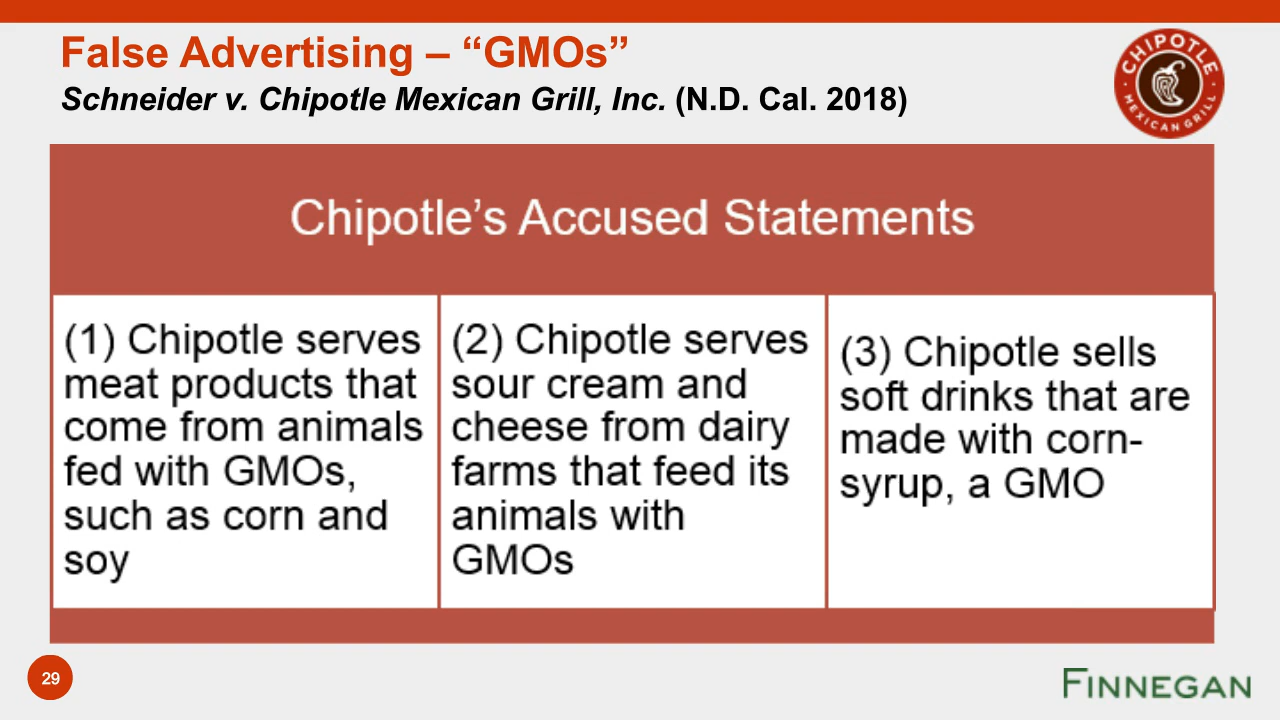 False Advertising – “GMOs”
Schneider v. Chipotle Mexican Grill, Inc. (N.D. Cal. 2018)
CHIPOTLE
MEXICAN GRILL
Chipotle’s Accused Statements
(1) Chipotle serves
meat products that
come from animals
fed with GMOs,
such as corn and
soy
(2) Chipotle serves
sour cream and
cheese from dairy
farms that feed its
animals with
GMOs
(3) Chipotle sells
soft drinks that are
made with corn-
syrup, a GMO
29
FINNEGAN